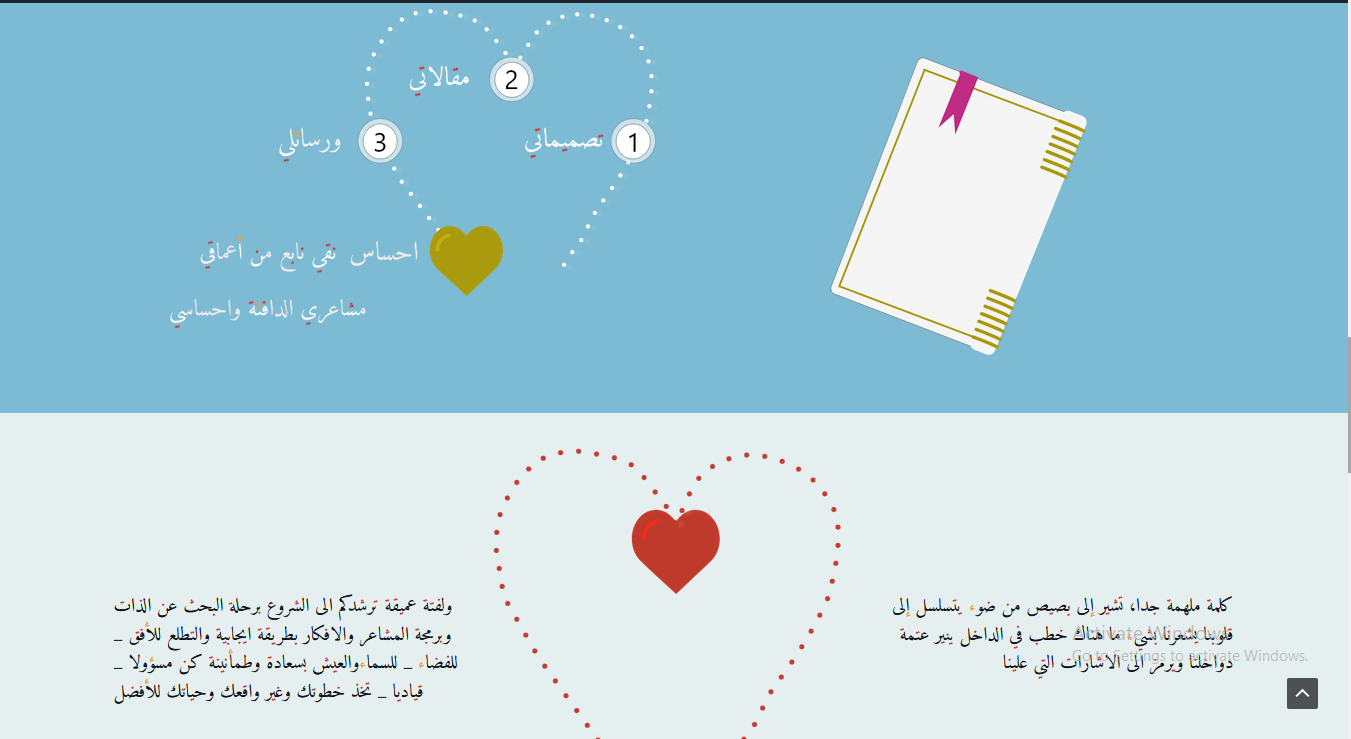 2
مقالاتي
1
تصميماتي
3
ورسائلي
احساس نقي نابع من أعماقي
مشاعري الدافئة واحساسي
كلمة ملهمة جدا، تشير إلى بصيص من ضوء يتسلسل إلى
قلوبنا يشعرنا بشيء ما هناك خطب في الداخل ينير عتمة
دواخلنا ويرمز الى الاشارات التي علينا
ولفتة عميقة ترشدكم الى الشروع برحلة البحث عن الذات
وبرمجة المشاعر والافكار بطريقة ايجابية والتطلع للأفق _
للفضاء _ للسماء والعيش بسعادة وطمأنينة كن مسؤولا _
قياديا _ تخذ خطوتك وغير واقعك وحياتك للأفضل
Activate Windows
Go to Settings to activate Windows.